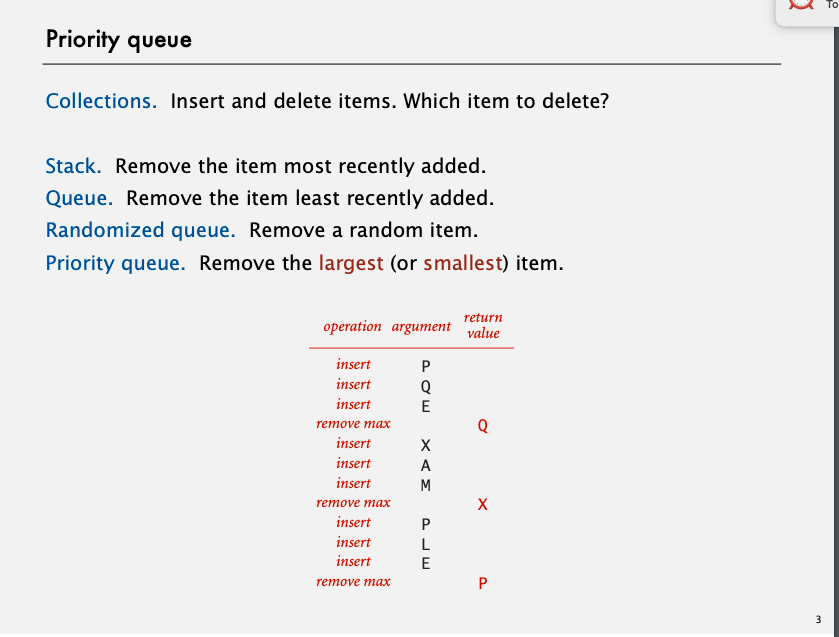 To
Priority queue
Collections. Insert and delete items. Which item to delete?
Stack. Remove the item most recently added.
Queue. Remove the item least recently added.
Randomized queue. Remove a random item.
Priority queue. Remove the largest (or smallest) item.
operation argument return value
insert P
insert Q
insert E
remove max Q
insert X
insert A
insert M
remove max X
insert P
insert L
insert E
remove max P
3